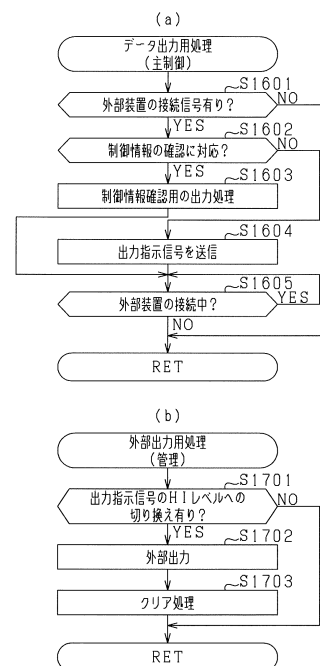 (a)
データ出力用処理
(主制御)
S1601
外部装置の接続信号有り?
NO
YES
S1602
制御情報の確認に対応?
NO
YES
S1603
制御情報確認用の出力処理
S1604
出力指示信号を送信
S1605
外部装置の接続中?
YES
NO
RET
(b)
外部出力用処理
(管理)
S1701
出力指示信号のHIレベルへの
切り換え有り?
NO
YES
S1702
外部出力
S1703
クリア処理
RET